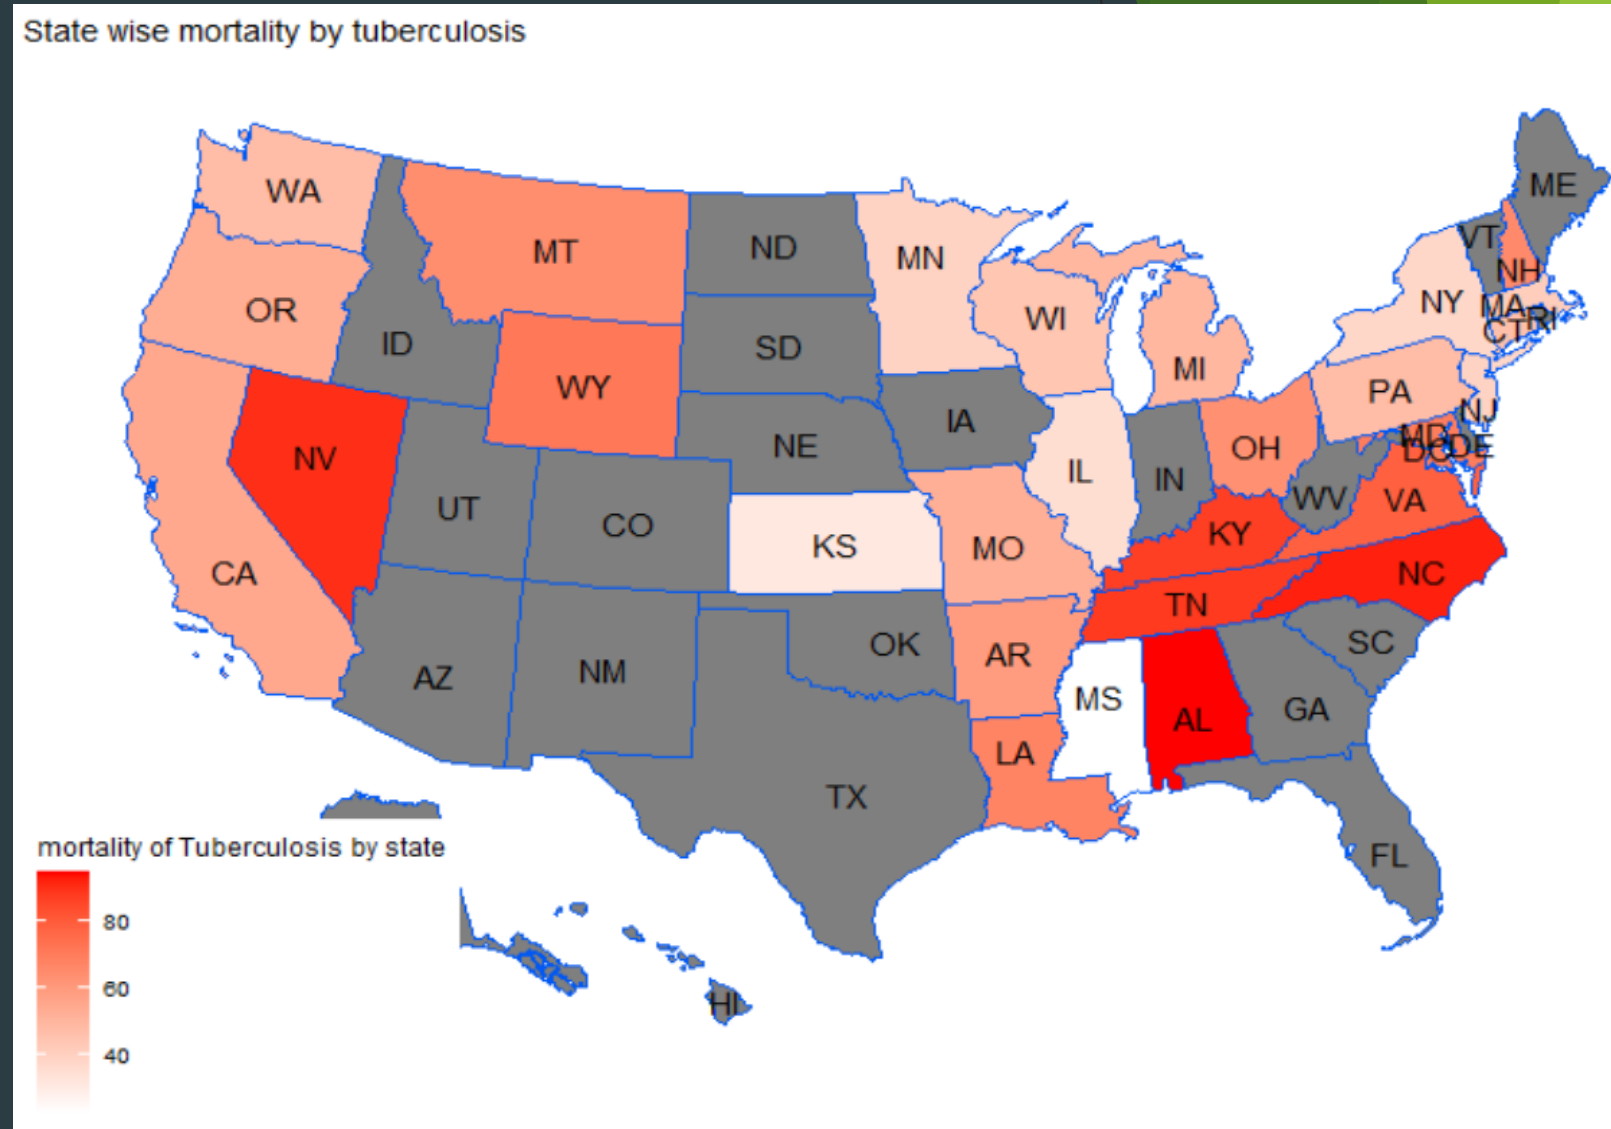 State wise mortality by tuberculosis
ME
WA
VT
MT
ND
MN
NH
NY
MA
RI
CT
OR
WI
ID
SD
MI
WY
PA
NJ
IA
MD
DE
DC
NV
NE
OH
IL
IN
WV
VA
UT
CO
KY
KS
MO
NC
CA
TN
OK
SC
AR
AZ
NM
MS
GA
AL
LA
TX
FL
HI
mortality of Tuberculosis by state
80
60
40